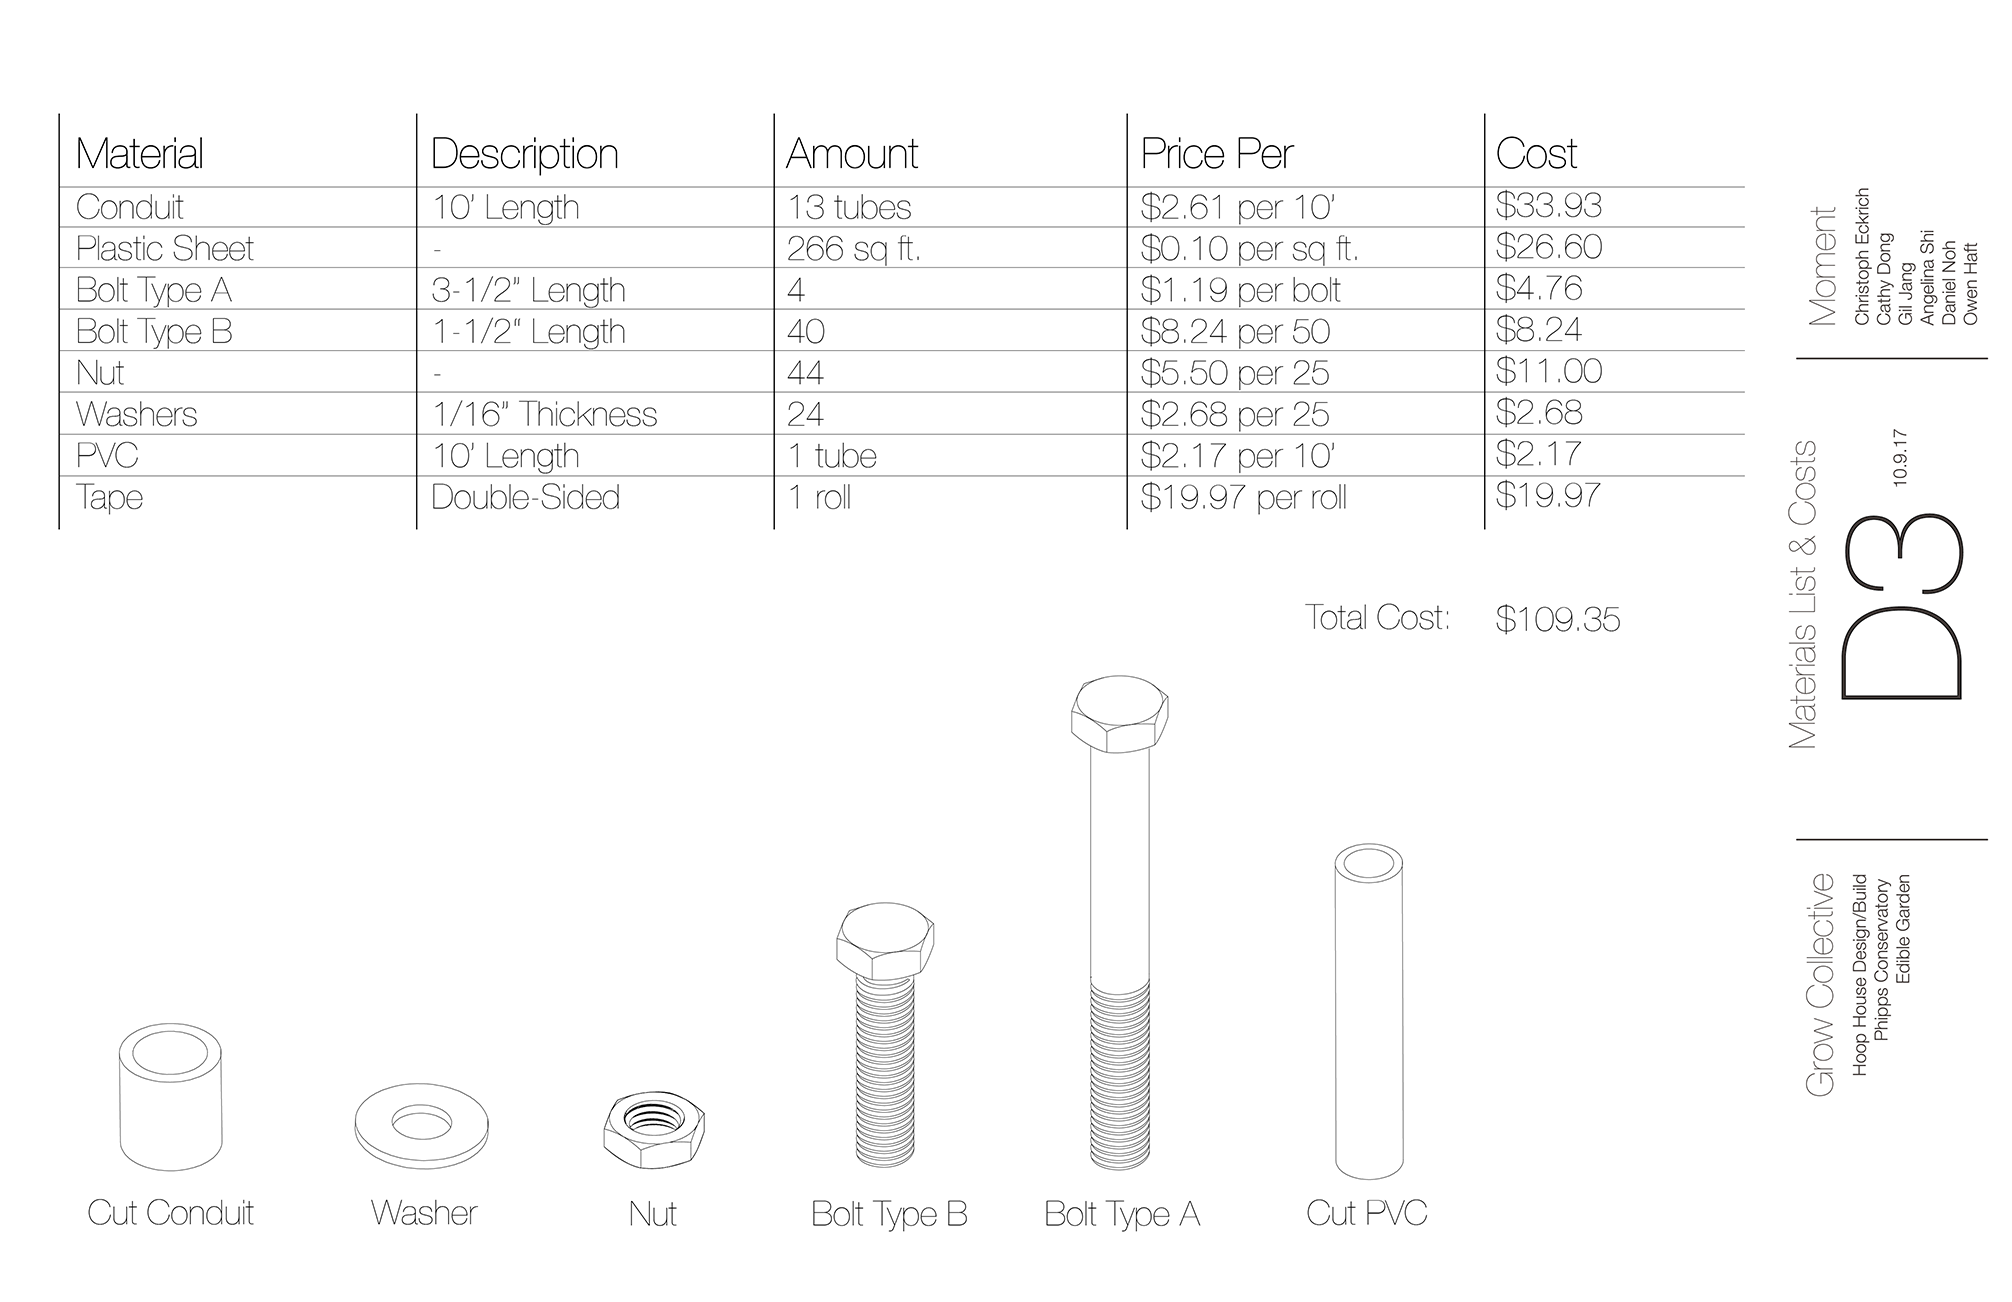 Material Description Amount Price Per Cost
Conduit 10' Length 13 tubes $2.61 per 10' $33.93
Plastic Sheet - 266 sq ft. $0.10 per sq ft. $26.60
Bolt Type A 3-1/2" Length 4 $1.19 per bolt $4.76
Bolt Type B 1-1/2" Length 40 $8.24 per 50 $8.24
Nut - 44 $5.50 per 25 $11.00
Washers 1/16" Thickness 24 $2.68 per 25 $2.68
PVC 10' Length 1 tube $2.17 per 10' $2.17
Tape Double-Sided 1 roll $19.97 per roll $19.97
Total Cost: $109.35
Cut Conduit
Washer
Nut
Bolt Type B
Bolt Type A
Cut PVC
Moment
Christoph Eckrich
Cathy Dong
Gil Jang
Angelina Shi
Daniel Noh
Owen Haft
Materials List & Costs
D3
10.9.17
Grow Collective
Hoop House Design/Build
Phipps Conservatory
Edible Garden